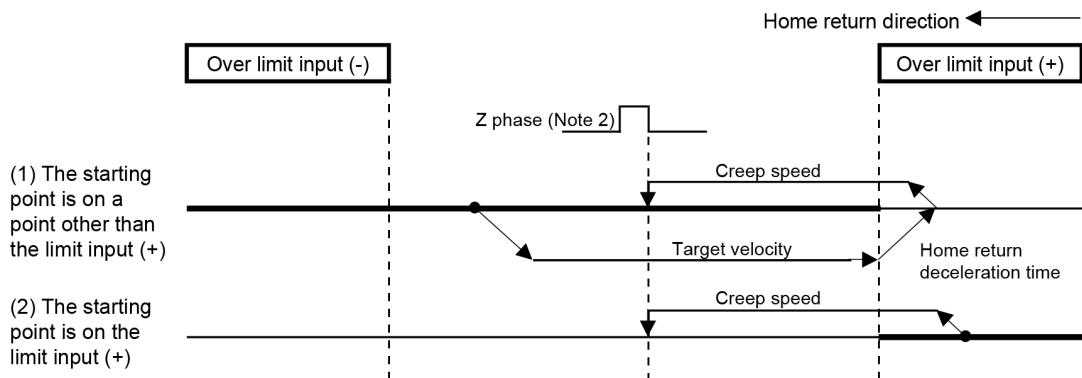 Home return direction
Over limit input (-)
Over limit input (+)
Z phase (Note 2)
(1) The starting
point is on a
point other than
the limit input (+)
Creep speed
Target velocity
Home return
deceleration time
(2) The starting
point is on the
limit input (+)
Creep speed